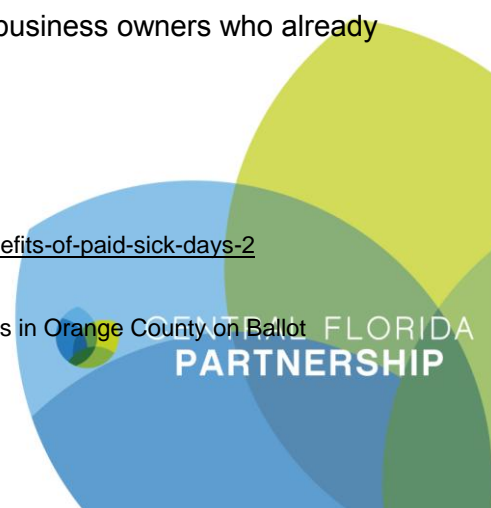 business owners who already
efits-of-paid-sick-days-2
s in Orange County on Ballot
CENTRAL FLORIDA
PARTNERSHIP